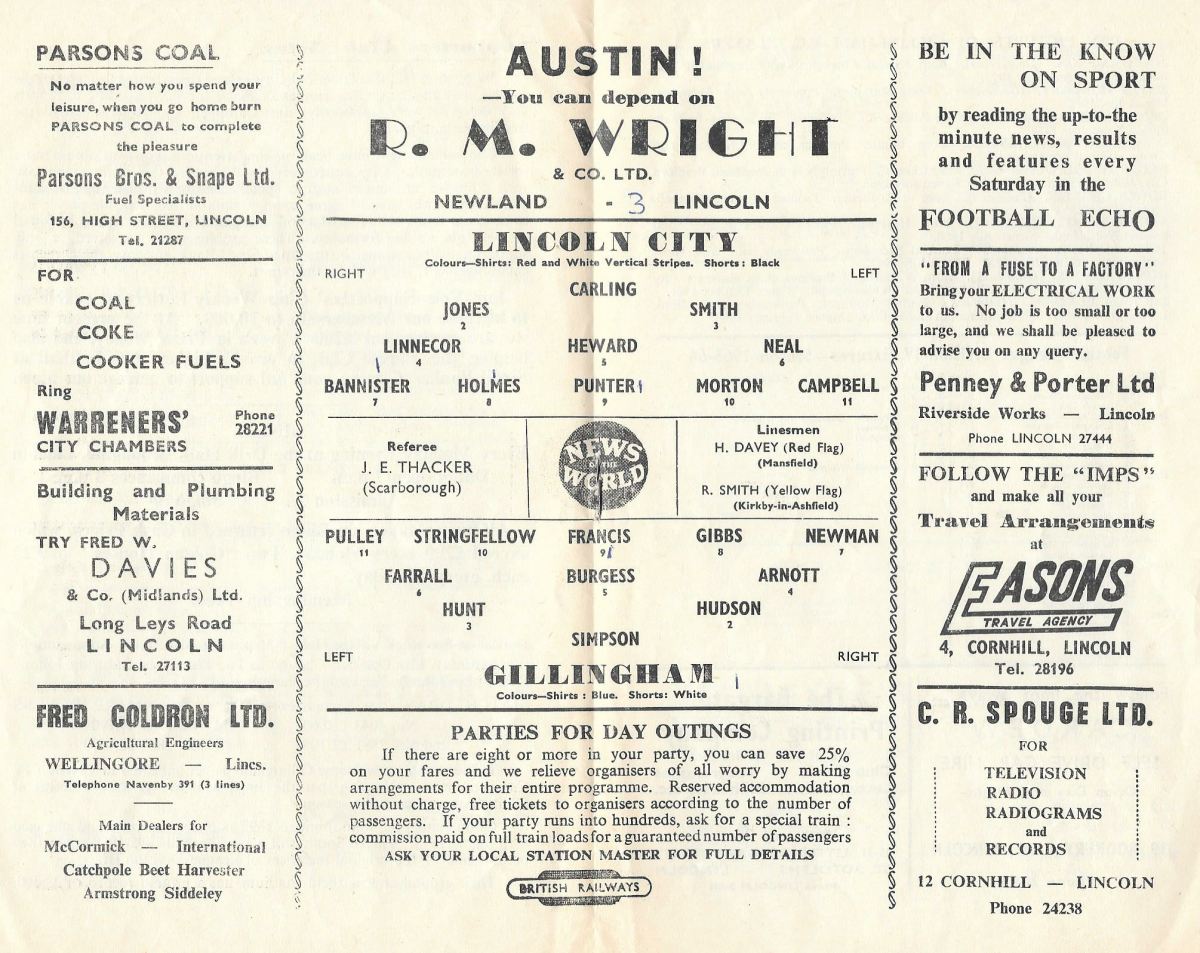 PARSONS COAL
No matter how you spend your
leisure, when you go home burn
PARSONS COAL to complete
the pleasure
Parsons Bros. & Snape Ltd.
Fuel Specialists
156, HIGH STREET, LINCOLN
Tel. 21287
FOR
COAL
COKE
COOKER FUELS
Ring
WARRENERS' Phone 28221
CITY CHAMBERS
Building and Plumbing
Materials
TRY FRED W.
DAVIES
& Co. (Midlands) Ltd.
Long Leys Road
LINCOLN
Tel. 27113
FRED COLDRON LTD.
Agricultural Engineers
WELLINGORE — Lincs.
Telephone Navenby 391 (3 lines)
Main Dealers for
McCormick — International
Catchpole Beet Harvester
Armstrong Siddeley
AUSTIN!
—You can depend on
R. M. WRIGHT
& CO. LTD.
NEWLAND - 3 LINCOLN
LINCOLN CITY
Colours—Shirts: Red and White Vertical Stripes. Shorts: Black
RIGHT LEFT
CARLING
JONES SMITH
2 3
LINNECOR HEWARD NEAL
4 5 6
BANNISTER HOLMES PUNTER MORTON CAMPBELL
7 8 9 10 11
Referee
J. E. THACKER
(Scarborough)
NEWS
OF THE
WORLD
Linesmen
H. DAVEY (Red Flag)
(Mansfield)
R. SMITH (Yellow Flag)
(Kirkby-in-Ashfield)
PULLEY STRINGFELLOW FRANCIS GIBBS NEWMAN
11 10 9 8 7
FARRALL BURGESS ARNOTT
6 5 4
HUNT HUDSON
3 2
SIMPSON
LEFT RIGHT
GILLINGHAM 1
Colours—Shirts : Blue. Shorts: White
PARTIES FOR DAY OUTINGS
If there are eight or more in your party, you can save 25%
on your fares and we relieve organisers of all worry by making
arrangements for their entire programme. Reserved accommodation
without charge, free tickets to organisers according to the number of
passengers. If your party runs into hundreds, ask for a special train :
commission paid on full train loads for a guaranteed number of passengers
ASK YOUR LOCAL STATION MASTER FOR FULL DETAILS
BRITISH RAILWAYS
BE IN THE KNOW
ON SPORT
by reading the up-to-the
minute news, results
and features every
Saturday in the
FOOTBALL ECHO
"FROM A FUSE TO A FACTORY"
Bring your ELECTRICAL WORK
to us. No job is too small or too
large, and we shall be pleased to
advise you on any query.
Penney & Porter Ltd
Riverside Works — Lincoln
Phone LINCOLN 27444
FOLLOW THE "IMPS"
and make all your
Travel Arrangements
at
EASONS
TRAVEL AGENCY
4, CORNHILL, LINCOLN
Tel. 28196
C. R. SPOUGE LTD.
FOR
TELEVISION
RADIO
RADIOGRAMS
and
RECORDS
12 CORNHILL — LINCOLN
Phone 24238